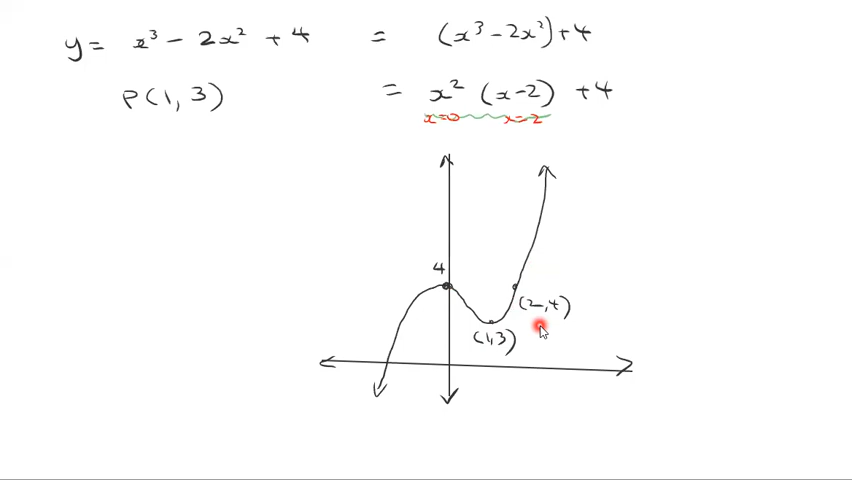 y = x³ - 2x² + 4 = (x³ - 2x²) + 4
P(1, 3) = x² (x-2) + 4
x=0 x=2
4
(2, 4)
(1,3)